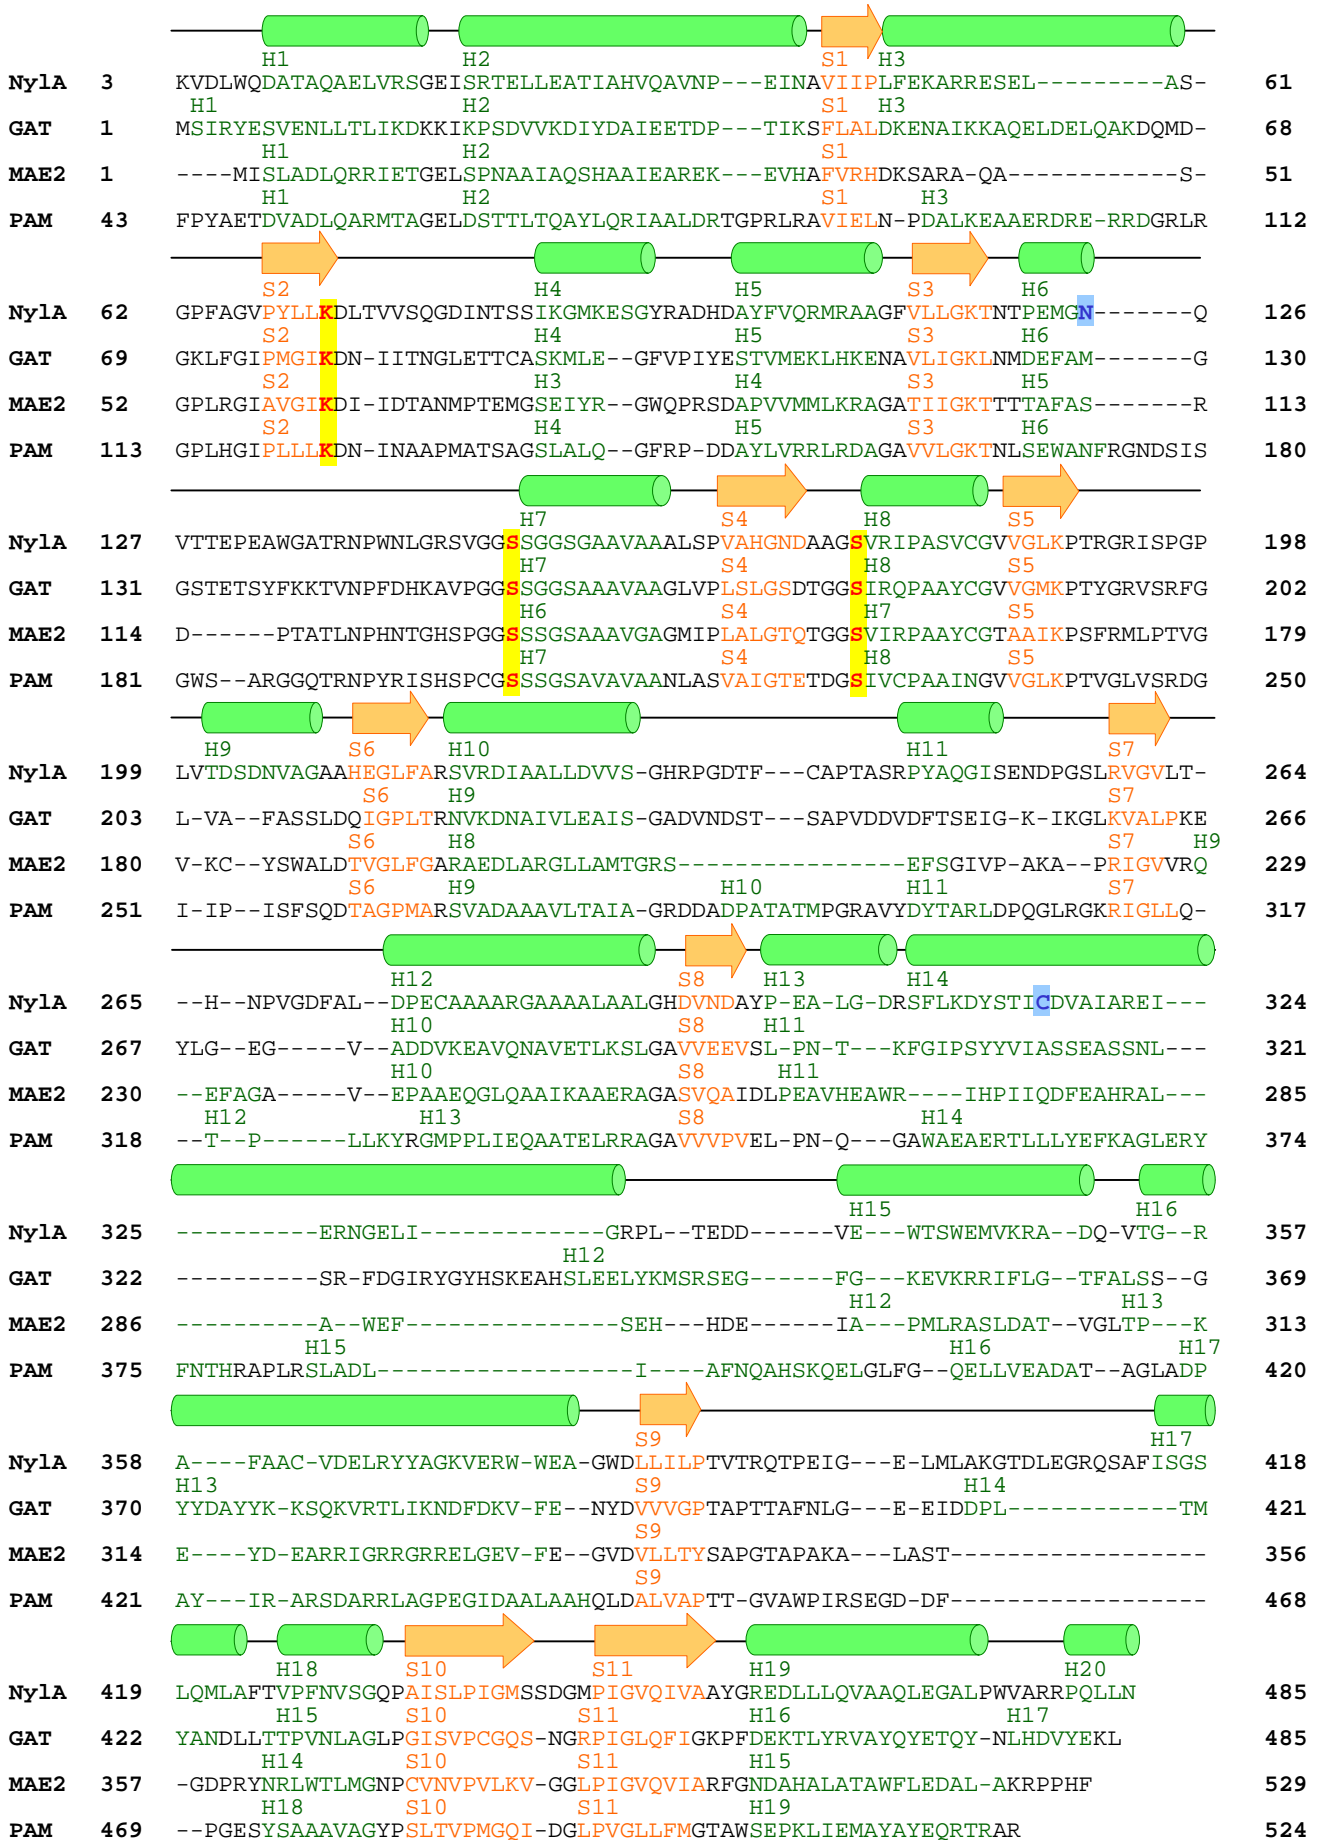 H1 H2 S1 H3
NylA 3 KVDLWQDATAQAELVRSGEISRTELLEATIAHVQAVNP---EINAVIIPLFEKARRESEL---------AS- 61
H1 H2 S1 H3
GAT 1 MSIRYESVENLLTLIKDKKIKPSDVVKDIYDAIEETDP---TIKSFLALDKENAIKKAQELDELQAKDQMD- 68
H1 H2 S1
MAE2 1 ----MISLADLQRRIETGELSPNAAIAQSHAAIEAREK---EVHAFVRHDKSARA-QA------------S- 51
H1 H2 S1 H3
PAM 43 FPYAETDVADLQARMTAGELDSTTLTQAYLQRIAALDRTGPRLRAVIELN-PDALKEAAERDRE-RRDGRLR 112
S2 H4 H5 S3 H6
NylA 62 GPFAGVPYLLKDLTVVSQGDINTSSIKGMKESGYRADHDAYFVQRMRAAGFVLLGKTNTPEMGN-------Q 126
S2 H4 H5 S3 H6
GAT 69 GKLFGIPMGIKDN-IITNGLETTCASKMLE--GFVPIYESTVMEKLHKENAVLIGKLNMDEFAM-------G 130
S2 H3 H4 S3 H5
MAE2 52 GPLRGIAVGIKDI-IDTANMPTEMGSEIYR--GWQPRSDAPVVMMLKRAGATIIGKTTTTAFAS-------R 113
S2 H4 H5 S3 H6
PAM 113 GPLHGIPLLLKDN-INAAPMATSAGSLALQ--GFRP-DDAYLVRRLRDAGAVVLGKTNLSEWANFRGNDSIS 180
H7 S4 H8 S5
NylA 127 VTTEPEAWGATRNPWNLGRSVGGSSGGSGAAVAAALSPVAHGNDAAGSVRIPASVCGVVGLKPTRGRISPGP 198
H7 S4 H8 S5
GAT 131 GSTETSYFKKTVNPFDHKAVPGGSSGGSAAAVAAGLVPLSLGSDTGGSIRQPAAYCGVVGMKPTYGRVSRFG 202
H6 S4 H7 S5
MAE2 114 D------PTATLNPHNTGHSPGGSSSGSAAAVGAGMIPLALGTQTGGSVIRPAAYCGTAAIKPSFRMLPTVG 179
H7 S4 H8 S5
PAM 181 GWS--ARGGQTRNPYRISHSPCGSSSGSAVAVAANLASVAIGTETDGSIVCPAAINGVVGLKPTVGLVSRDG 250
H9 S6 H10 H11 S7
NylA 199 LVTDSDNVAGAAHEGLFARSVRDIAALLDVVS-GHRPGDTF---CAPTASRPYAQGISENDPGSLRVGVLT- 264
S6 H9 S7
GAT 203 L-VA--FASSLDQIGPLTRNVKDNAIVLEAIS-GADVNDST---SAPVDDVDFTSEIG-K-IKGLKVALPKE 266
S6 H8 S7 H9
MAE2 180 V-KC--YSWALDTVGLFGARAEDLARGLLAMTGRS---------------EFSGIVP-AKA--PRIGVVRQ 229
S6 H9 H10 H11 S7
PAM 251 I-IP--ISFSQDTAGPMARSVADAAAVLTAIA-GRDDADPATATMPGRAVYDYTARLDPQGLRGKRIGLLQ- 317
H12 S8 H13 H14
NylA 265 --H--NPVGDFAL--DPECAAAARGAAAALAALGHDVNDAYP-EA-LG-DRSFLKDYSTICDVAIAREI--- 324
H10 S8 H11
GAT 267 YLG--EG-----V--ADDVKEAVQNAVETLKSLGAVVEEVSL-PN-T---KFGIPSYYVIASSEASSNL--- 321
H10 S8 H11
MAE2 230 --EFAGA-----V--EPAAEQGLQAAIKAAERAGASVQAIDLPEAVHEAWR----IHPIIQDFEAHRAL--- 285
H12 H13 S8 H14
PAM 318 --T--P------LLKYRGMPPLIEQAATELRRAGAVVVPVEL-PN-Q---GAWAEAERTLLLYEFKAGLERY 374
H15 H16
NylA 325 ----------ERNGELI-------------GRPL--TEDD------VE---WTSWEMVKRA--DQ-VTG--R 357
H12
GAT 322 ----------SR-FDGIRYGYHSKEAHSLEELYKMSRSEG------FG---KEVKRRIFLG--TFALSS--G 369
H12 H13
MAE2 286 ----------A--WEF---------------SEH---HDE------IA---PMLRASLDAT--VGLTP---K 313
H15 H16 H17
PAM 375 FNTHRAPLRSLADL-----------------I----AFNQAHSKQELGLFG--QELLVEADAT--AGLADP 420
S9 H17
NylA 358 A----FAAC-VDELRYYAGKVERW-WEA-GWDLLILPTVTRQTPEIG---E-LMLAKGTDLEGRQSAFISGS 418
H13 S9 H14
GAT 370 YYDAYYK-KSQKVRTLIKNDFDKV-FE--NYDVVVGPTAPTTAFNLG---E-EIDDPL------------TM 421
S9
MAE2 314 E----YD-EARRIGRRGRRELGEV-FE--GVDVLLTYSAPGTAPAKA---LAST----------------- 356
S9
PAM 421 AY---IR-ARSDARRLAGPEGIDAALAAHQLDALVAPTT-GVAWPIRSEGD-DF----------------- 468
H18 S10 S11 H19 H20
NylA 419 LQMLAFTVPFNVSGQPAISLPIGMSSDGMPIGVQIVAAYGREDLLLQVAAQLEGALPWVARRPQLLN 485
H15 S10 S11 H16 H17
GAT 422 YANDLLTTPVNLAGLPGISVPCGQS-NGRPIGLQFIGKPFDEKTLYRVAYQYETQY-NLHDVYEKL 485
H14 S10 S11 H15
MAE2 357 -GDPRYNRLWTLMGNPCVNVPVLKV-GGLPIGVQVIARFGNDAHALATAWFLEDAL-AKRPPHF 529
H18 S10 S11 H19
PAM 469 --PGESYSAAAVAGYPSLTVPMGQI-DGLPVGLLFMGTAWSEPKLIEMAYAYEQRTRAR 524